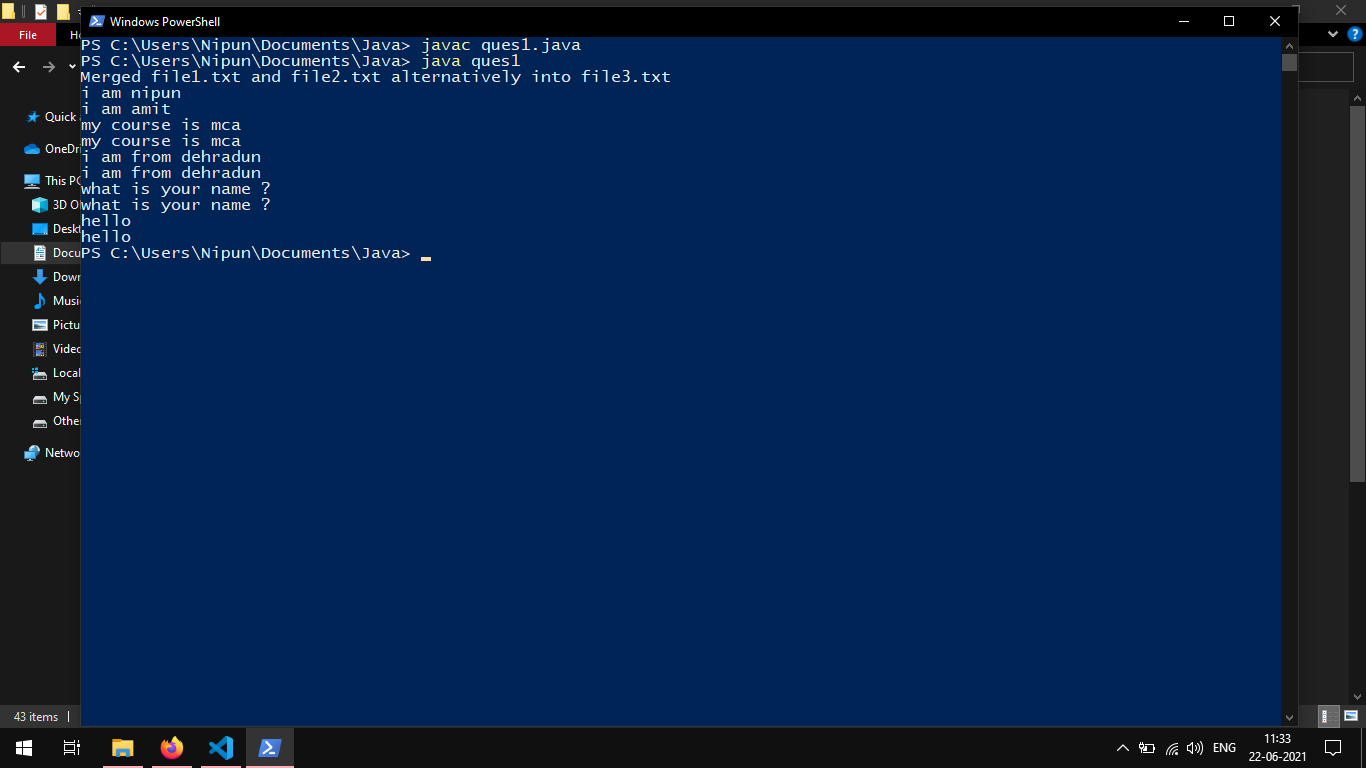 Windows PowerShell
File
Ho
PS C:\Users\Nipun\Documents\Java> javac ques1.java
PS C:\Users\Nipun\Documents\Java> java ques1
Merged file1.txt and file2.txt alternatively into file3.txt
i am nipun
i am amit
my course is mca
my course is mca
i am from dehradun
i am from dehradun
what is your name ?
what is your name ?
hello
hello
PS C:\Users\Nipun\Documents\Java>
Quick
OneDri
This PC
3D O
Deskt
Docu
Down
Music
Pictu
Video
Local
My Sp
Other
Netwo
43 items
ENG
11:33
22-06-2021